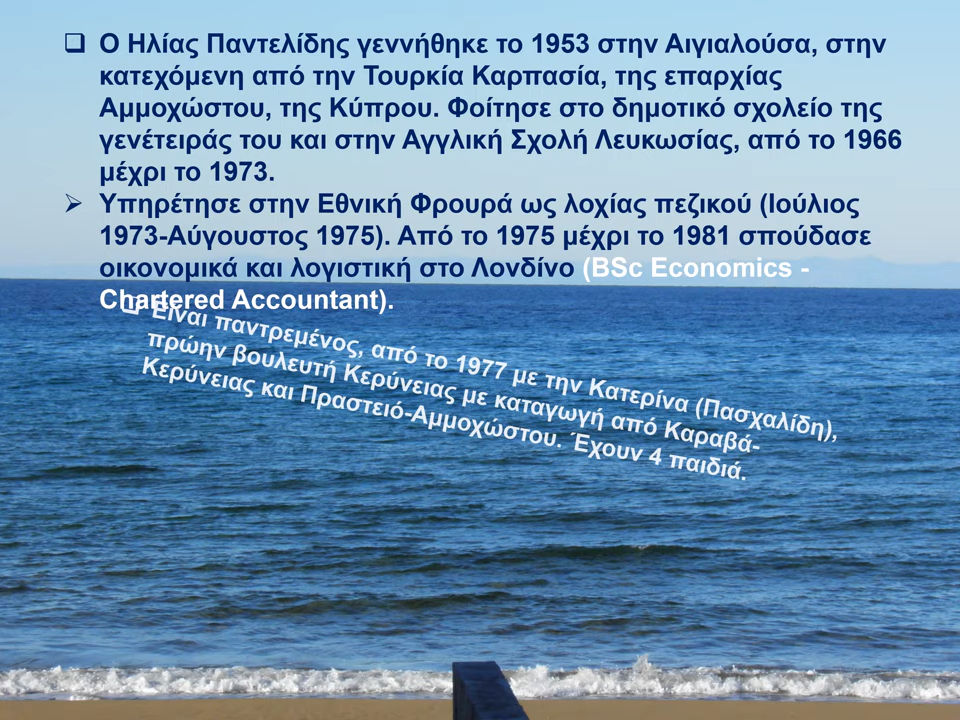 Ο Ηλίας Παντελίδης γεννήθηκε το 1953 στην Αιγιαλούσα, στην
κατεχόμενη από την Τουρκία Καρπασία, της επαρχίας
Αμμοχώστου, της Κύπρου. Φοίτησε στο δημοτικό σχολείο της
γενέτειράς του και στην Αγγλική Σχολή Λευκωσίας, από το 1966
μέχρι το 1973.
Υπηρέτησε στην Εθνική Φρουρά ως λοχίας πεζικού (Ιούλιος
1973-Αύγουστος 1975). Από το 1975 μέχρι το 1981 σπούδασε
οικονομικά και λογιστική στο Λονδίνο (BSc Economics -
Chartered Accountant).
Είναι παντρεμένος, από το 1977 με την Κατερίνα (Πασχαλίδη),
πρώην βουλευτή Κερύνειας με καταγωγή από Καραβά-
Κερύνειας και Πραστειό-Αμμοχώστου. Έχουν 4 παιδιά.